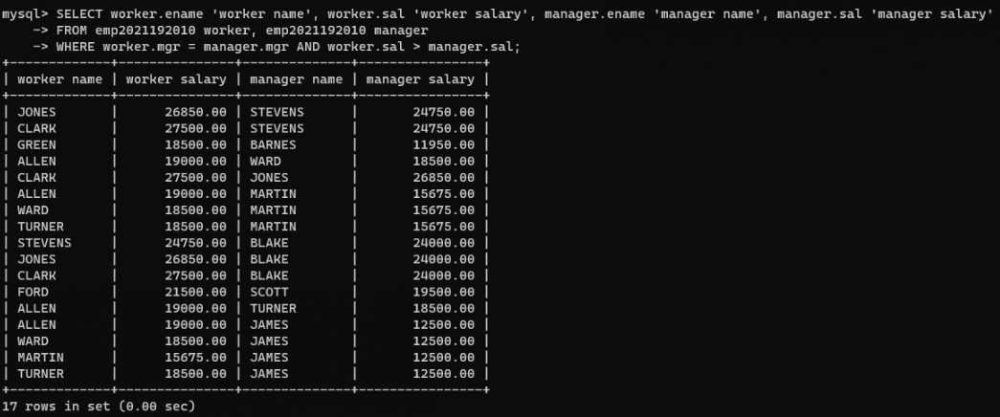 mysql> SELECT worker.ename 'worker name', worker.sal 'worker salary', manager.ename 'manager name', manager.sal 'manager salary'
    -> FROM emp2021192010 worker, emp2021192010 manager
    -> WHERE worker.mgr = manager.mgr AND worker.sal > manager.sal;
+-------------+---------------+--------------+----------------+
| worker name | worker salary | manager name | manager salary |
+-------------+---------------+--------------+----------------+
| JONES       |      26850.00 | STEVENS      |       24750.00 |
| CLARK       |      27500.00 | STEVENS      |       24750.00 |
| GREEN       |      18500.00 | BARNES       |       11950.00 |
| ALLEN       |      19000.00 | WARD         |       18500.00 |
| CLARK       |      27500.00 | JONES        |       26850.00 |
| ALLEN       |      19000.00 | MARTIN       |       15675.00 |
| WARD        |      18500.00 | MARTIN       |       15675.00 |
| TURNER      |      18500.00 | MARTIN       |       15675.00 |
| STEVENS     |      24750.00 | BLAKE        |       24000.00 |
| JONES       |      26850.00 | BLAKE        |       24000.00 |
| CLARK       |      27500.00 | BLAKE        |       24000.00 |
| FORD        |      21500.00 | SCOTT        |       19500.00 |
| ALLEN       |      19000.00 | TURNER       |       18500.00 |
| ALLEN       |      19000.00 | JAMES        |       12500.00 |
| WARD        |      18500.00 | JAMES        |       12500.00 |
| MARTIN      |      15675.00 | JAMES        |       12500.00 |
| TURNER      |      18500.00 | JAMES        |       12500.00 |
+-------------+---------------+--------------+----------------+
17 rows in set (0.00 sec)